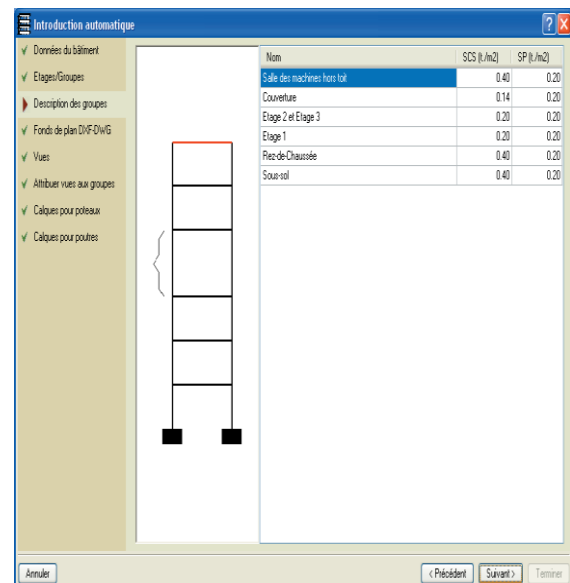 Introduction automatique
Données du bâtiment
Etages/Groupes
Description des groupes
Fonds de plan DXF-DWG
Vues
Attribuer vues aux groupes
Calques pour poteaux
Calques pour poutres
Nom SCS (t./m2) SP (t./m2)
Salle des machines hors toit 0.40 0.20
Couverture 0.14 0.20
Etage 2 et Etage 3 0.20 0.20
Etage 1 0.20 0.20
Rez-de-Chaussée 0.40 0.20
Sous-sol 0.40 0.20
Annuler < Précédent Suivant > Terminer